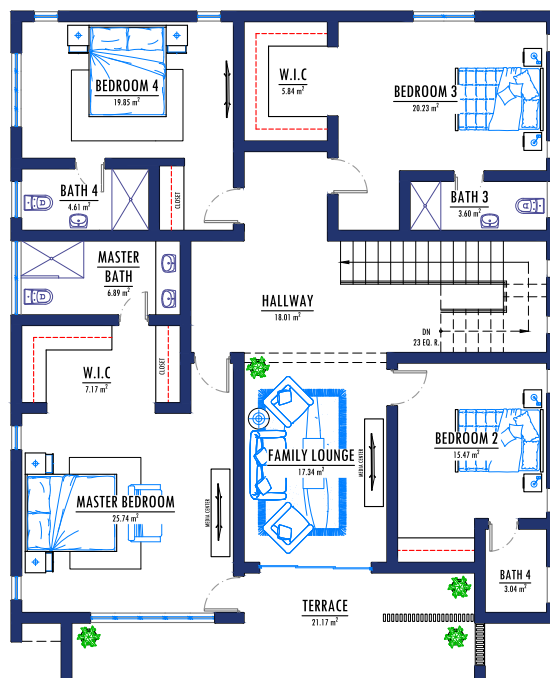 BEDROOM 4
19.85 m²
W.I.C
5.84 m²
BEDROOM 3
20.23 m²
BATH 4
4.61 m²
CLOSET
BATH 3
3.60 m²
MASTER
BATH
6.89 m²
HALLWAY
18.01 m²
DN
23 EQ. R.
W.I.C
7.17 m²
CLOSET
BEDROOM 2
15.47 m²
FAMILY LOUNGE
17.34 m²
MEDIA CENTER
MASTER BEDROOM
25.74 m²
MEDIA CENTER
BATH 4
3.04 m²
TERRACE
21.17 m²